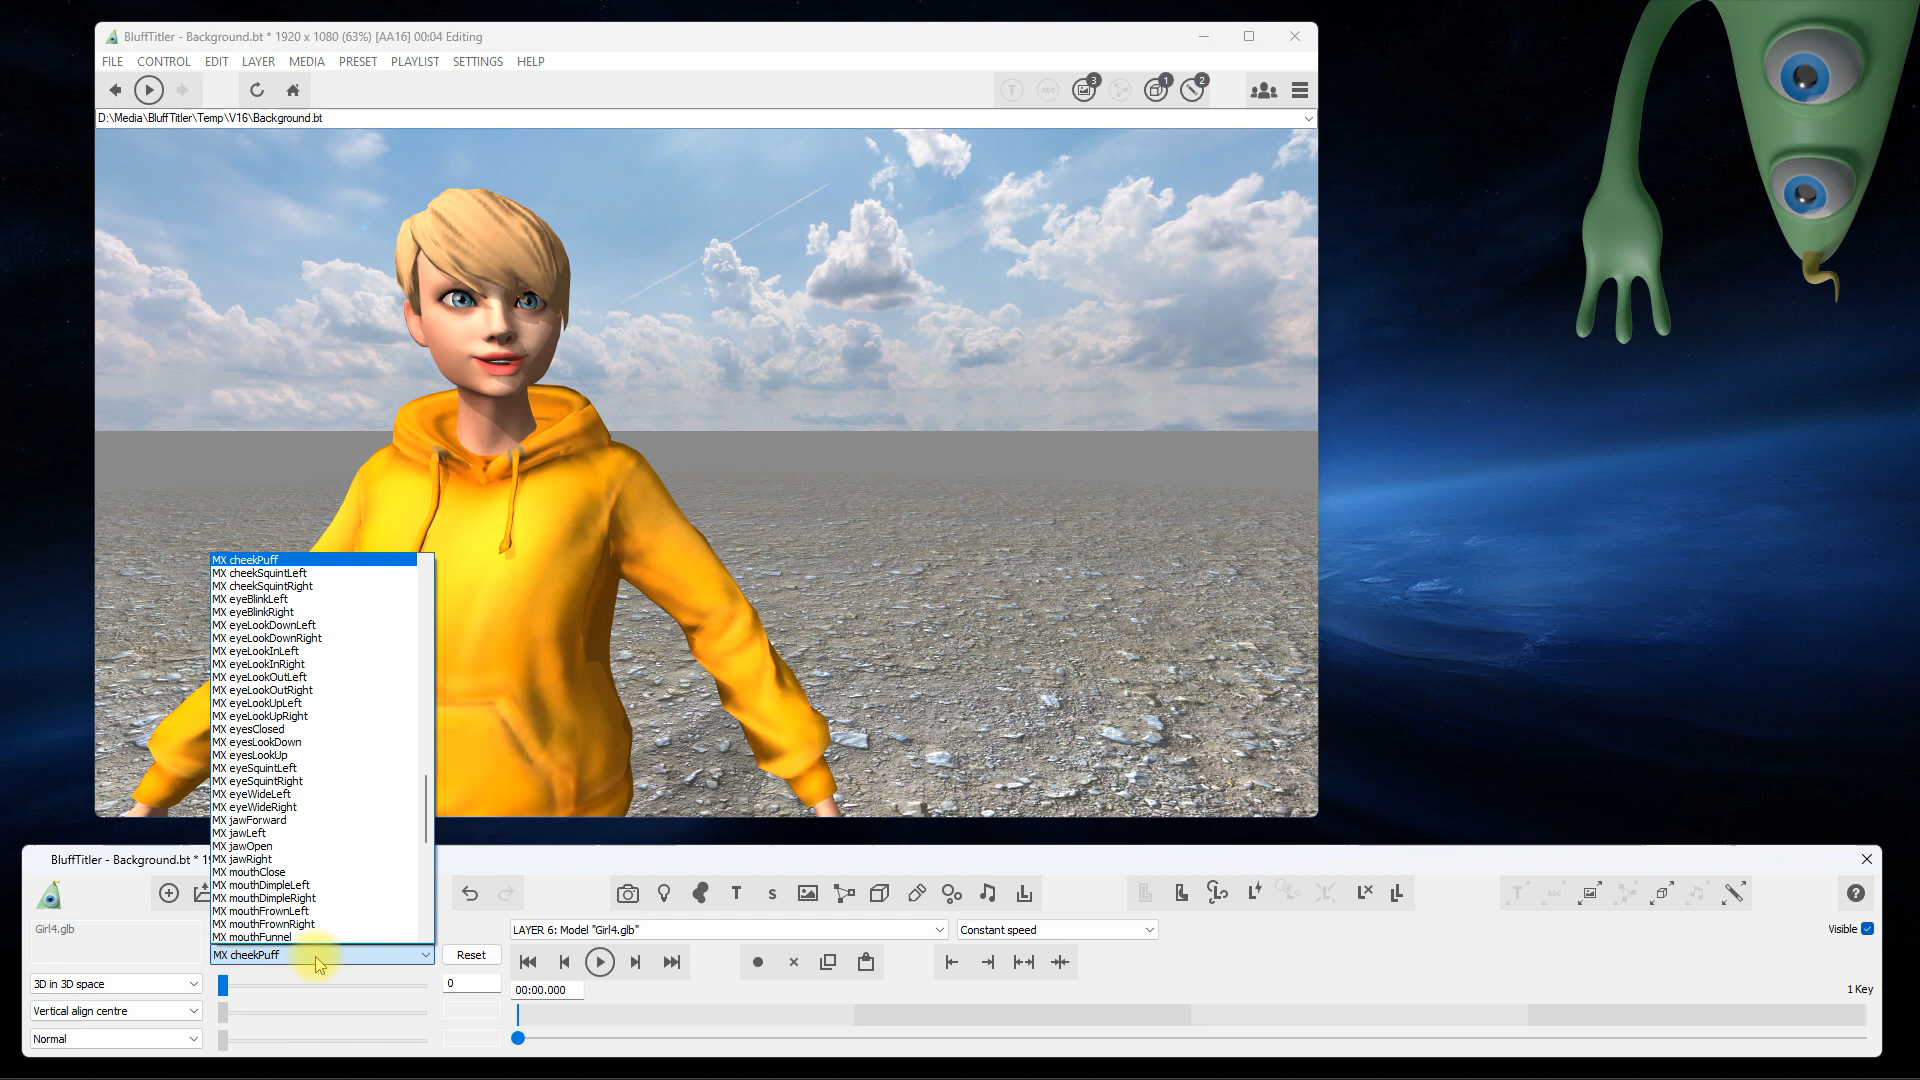 BluffTitler - Background.bt * 1920 x 1080 (63%) [AA16] 00:04 Editing
FILE CONTROL EDIT LAYER MEDIA PRESET PLAYLIST SETTINGS HELP
T Abc 3 1 2
D:\Media\BluffTitler\Temp\V16\Background.bt
MX cheekPuff
MX cheekSquintLeft
MX cheekSquintRight
MX eyeBlinkLeft
MX eyeBlinkRight
MX eyeLookDownLeft
MX eyeLookDownRight
MX eyeLookInLeft
MX eyeLookInRight
MX eyeLookOutLeft
MX eyeLookOutRight
MX eyeLookUpLeft
MX eyeLookUpRight
MX eyesClosed
MX eyesLookDown
MX eyesLookUp
MX eyeSquintLeft
MX eyeSquintRight
MX eyeWideLeft
MX eyeWideRight
MX jawForward
MX jawLeft
MX jawOpen
MX jawRight
MX mouthClose
MX mouthDimpleLeft
MX mouthDimpleRight
MX mouthFrownLeft
MX mouthFrownRight
MX mouthFunnel
BluffTitler - Background.bt * 1
T S T Abc ?
Girl4.glb
LAYER 6: Model "Girl4.glb" Constant speed Visible
MX cheekPuff Reset
3D in 3D space 0 00:00.000 1 Key
Vertical align centre
Normal